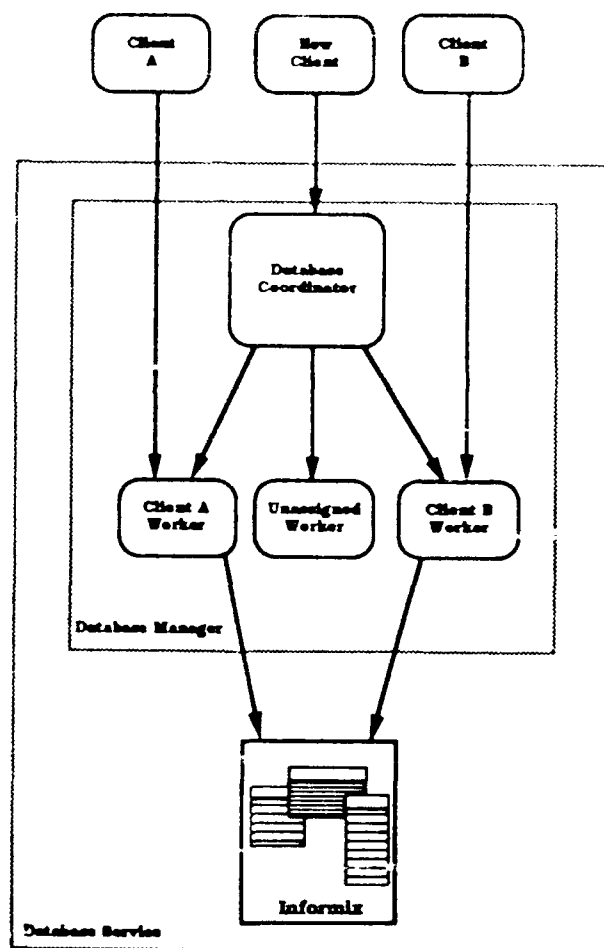 Client
A
New
Client
Client
B
Database
Coordinator
Client A
Worker
Unassigned
Worker
Client B
Worker
Database Manager
Informix
Database Service